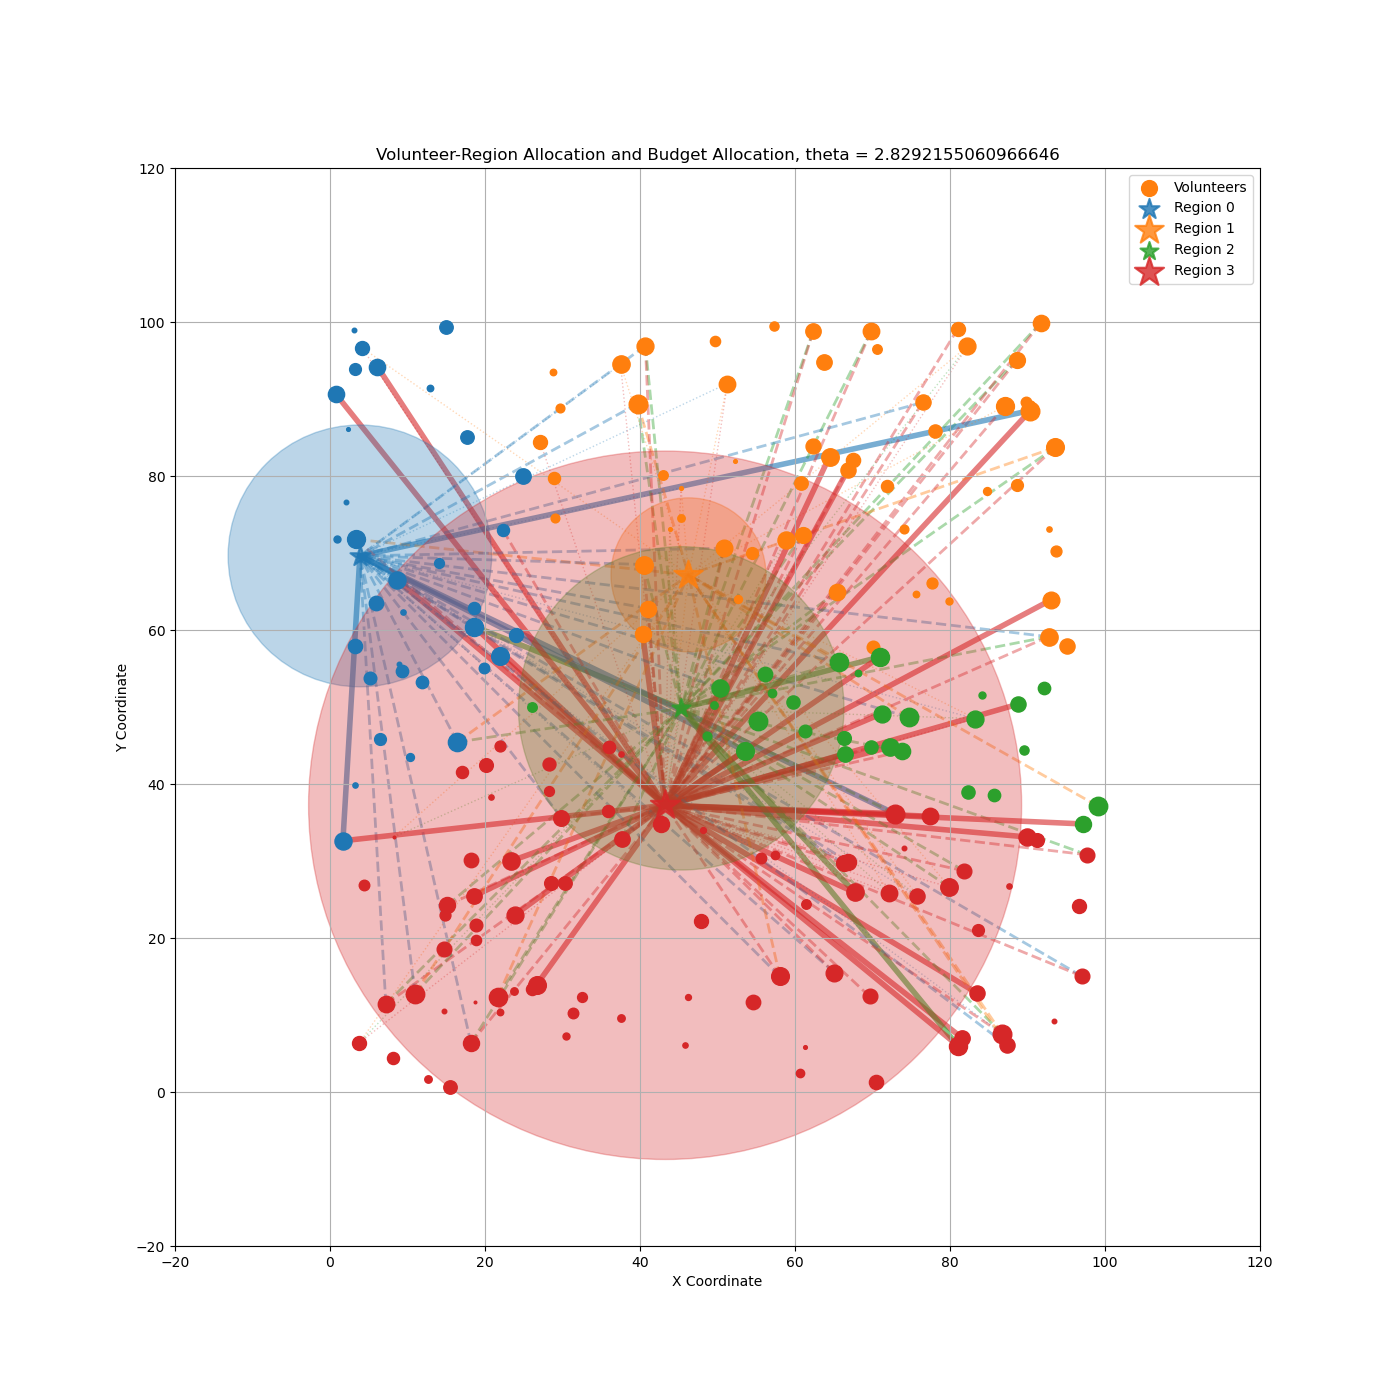 Volunteer-Region Allocation and Budget Allocation, theta = 2.8292155060966646
120
100
80
60
40
20
0
−20
Y Coordinate
−20 0 20 40 60 80 100 120
X Coordinate
Volunteers
Region 0
Region 1
Region 2
Region 3